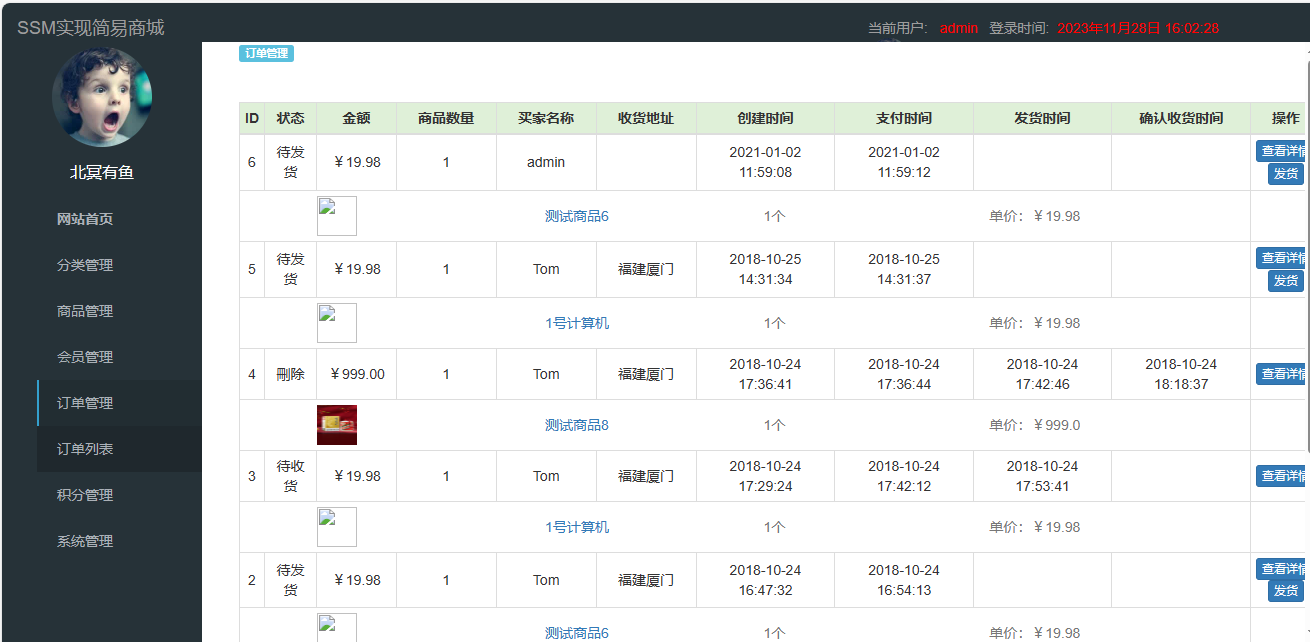 SSM实现简易商城
当前用户: admin 登录时间: 2023年11月28日 16:02:28
北冥有鱼
网站首页
分类管理
商品管理
会员管理
订单管理
订单列表
积分管理
系统管理
订单管理
ID 状态 金额 商品数量 买家名称 收货地址 创建时间 支付时间 发货时间 确认收货时间 操作
6 待发货 ¥19.98 1 admin 2021-01-02 11:59:08 2021-01-02 11:59:12 查看详情 发货
测试商品6 1个 单价: ¥19.98
5 待发货 ¥19.98 1 Tom 福建厦门 2018-10-25 14:31:34 2018-10-25 14:31:37 查看详情 发货
1号计算机 1个 单价: ¥19.98
4 刪除 ¥999.00 1 Tom 福建厦门 2018-10-24 17:36:41 2018-10-24 17:36:44 2018-10-24 17:42:46 2018-10-24 18:18:37 查看详情
测试商品8 1个 单价: ¥999.0
3 待收货 ¥19.98 1 Tom 福建厦门 2018-10-24 17:29:24 2018-10-24 17:42:12 2018-10-24 17:53:41 查看详情
1号计算机 1个 单价: ¥19.98
2 待发货 ¥19.98 1 Tom 福建厦门 2018-10-24 16:47:32 2018-10-24 16:54:13 查看详情 发货
测试商品6 1个 单价: ¥19.98